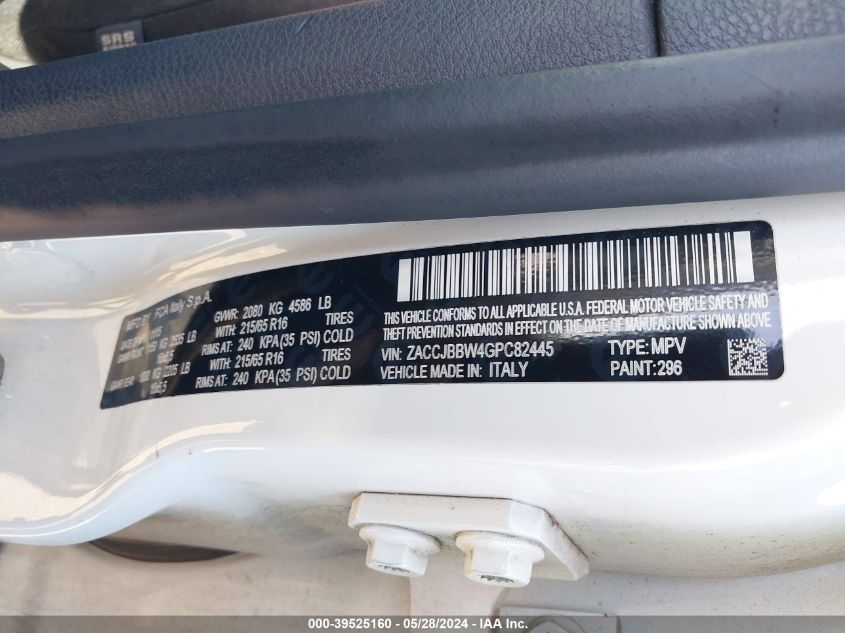 SRS
MFD BY FCA Italy S.p.A.
GVWR: 2080 KG 4586 LB
WITH: 215/65 R16 TIRES
RIMS AT: 240 KPA(35 PSI) COLD
WITH: 215/65 R16 TIRES
RIMS AT: 240 KPA(35 PSI) COLD
THIS VEHICLE CONFORMS TO ALL APPLICABLE U.S.A. FEDERAL MOTOR VEHICLE SAFETY
AND THEFT PREVENTION STANDARDS IN EFFECT ON THE DATE OF MANUFACTURE SHOWN ABOVE
VIN: ZACCJBBW4GPC82445 TYPE: MPV
VEHICLE MADE IN: ITALY PAINT: 296
000-39525160 - 05/28/2024 - IAA Inc.